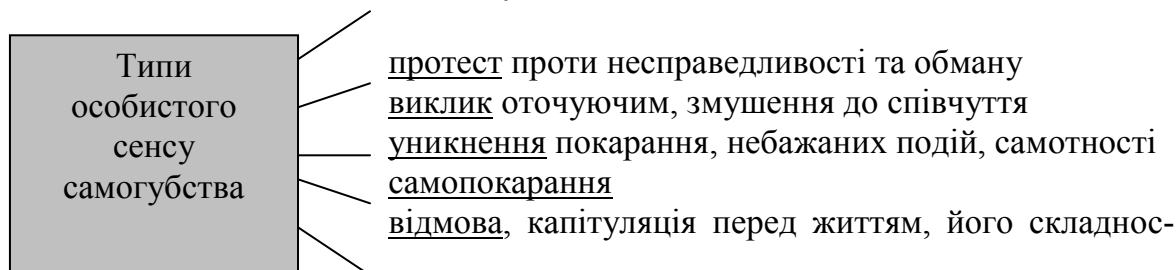 Типи
особистого
сенсу
самогубства
протест проти несправедливості та обману
виклик оточуючим, змушення до співчуття
уникнення покарання, небажаних подій, самотності
самопокарання
відмова, капітуляція перед життям, його складнос-